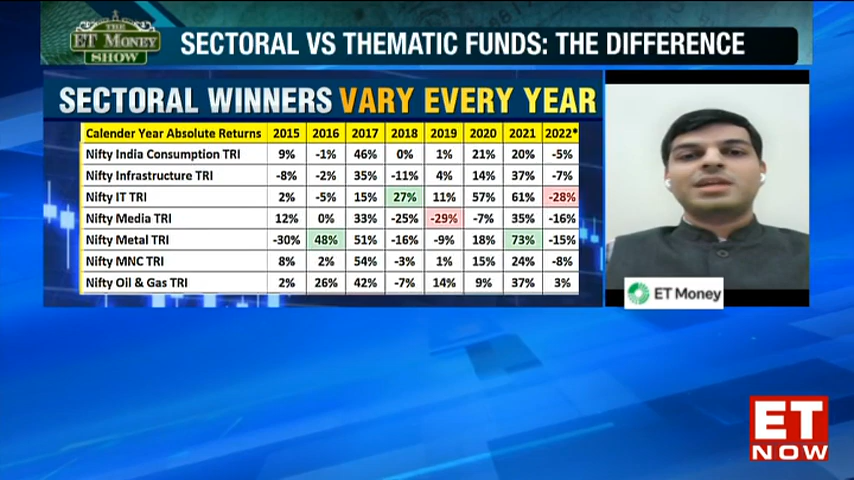 THE
ET MONEY
SHOW
SECTORAL VS THEMATIC FUNDS: THE DIFFERENCE
SECTORAL WINNERS VARY EVERY YEAR
Calender Year Absolute Returns 2015 2016 2017 2018 2019 2020 2021 2022*
Nifty India Consumption TRI 9% -1% 46% 0% 1% 21% 20% -5%
Nifty Infrastructure TRI -8% -2% 35% -11% 4% 14% 37% -7%
Nifty IT TRI 2% -5% 15% 27% 11% 57% 61% -28%
Nifty Media TRI 12% 0% 33% -25% -29% -7% 35% -16%
Nifty Metal TRI -30% 48% 51% -16% -9% 18% 73% -15%
Nifty MNC TRI 8% 2% 54% -3% 1% 15% 24% -8%
Nifty Oil & Gas TRI 2% 26% 42% -7% 14% 9% 37% 3%
ET Money
ET
NOW